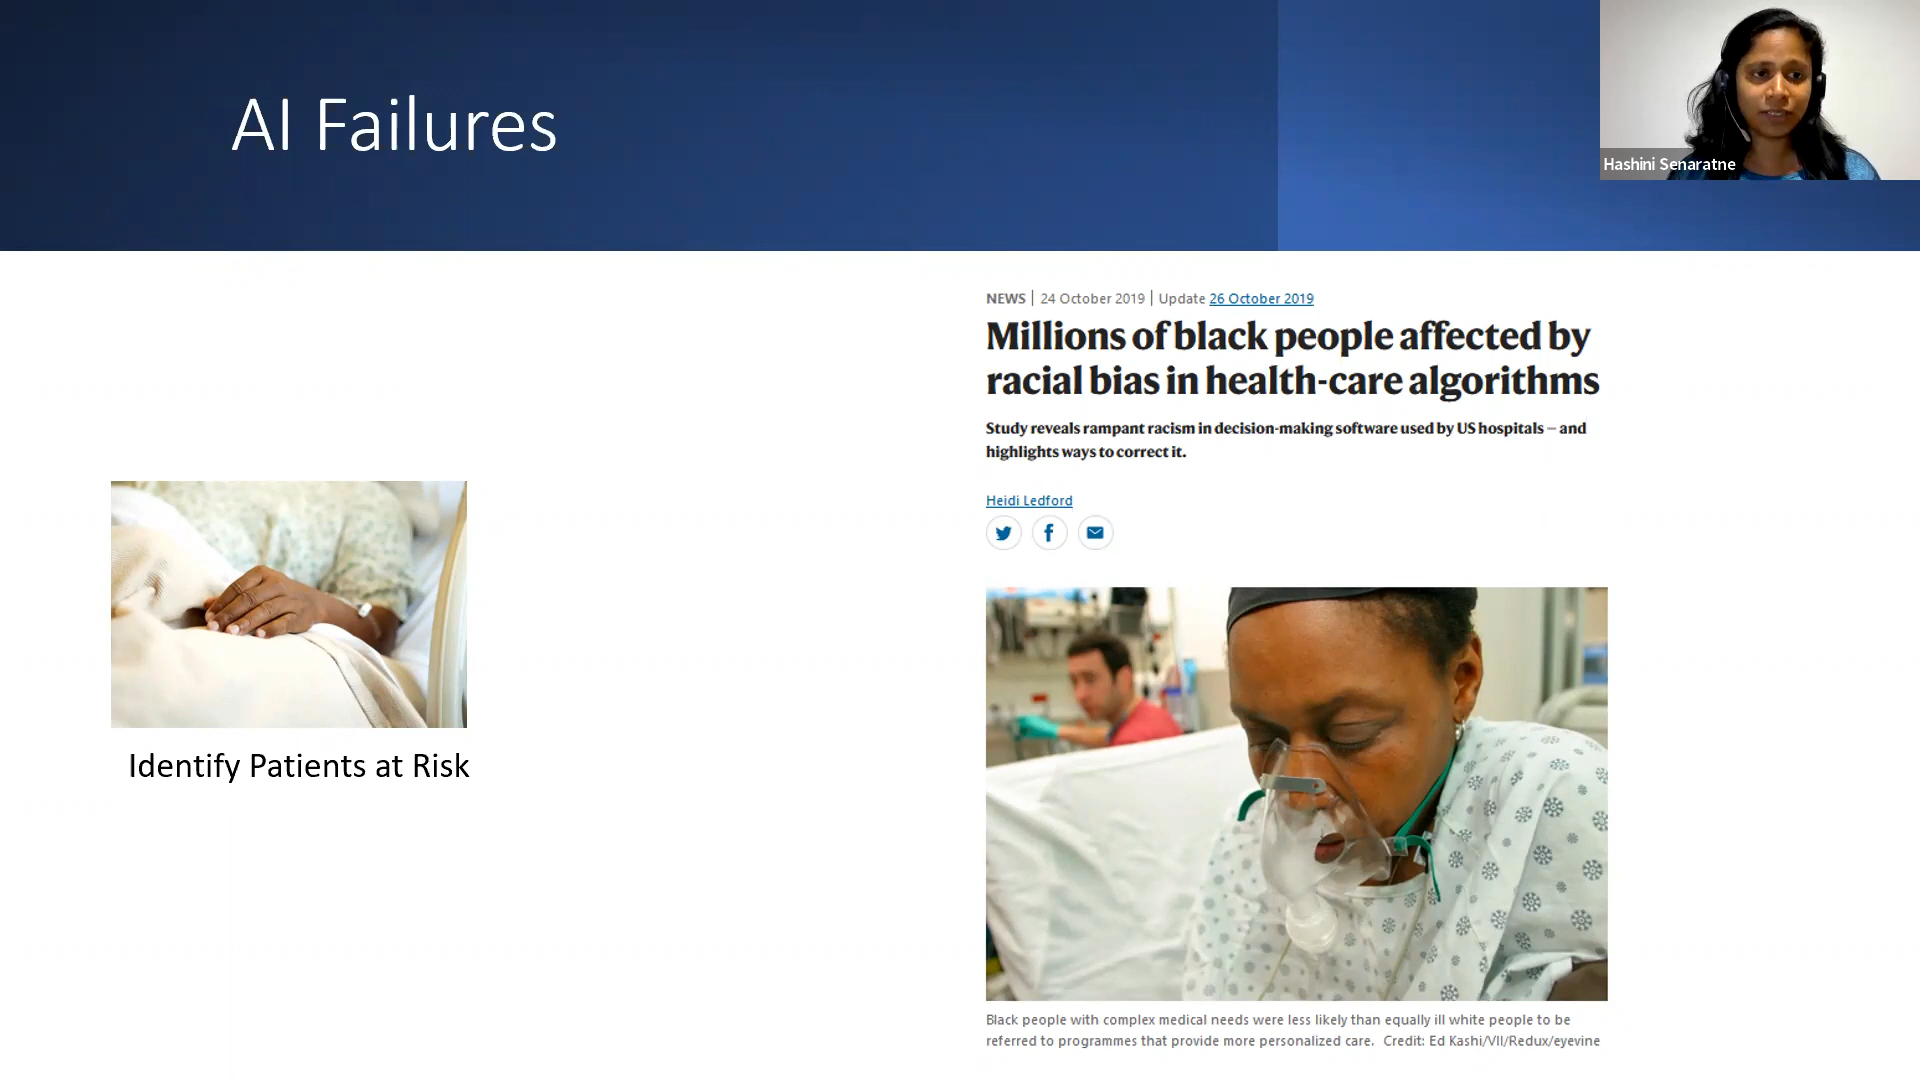 AI Failures
Hashini Senaratne
NEWS | 24 October 2019 | Update 26 October 2019
Millions of black people affected by
racial bias in health-care algorithms
Study reveals rampant racism in decision-making software used by US hospitals — and
highlights ways to correct it.
Heidi Ledford
Identify Patients at Risk
Black people with complex medical needs were less likely than equally ill white people to be
referred to programmes that provide more personalized care. Credit: Ed Kashi/VII/Redux/eyevine